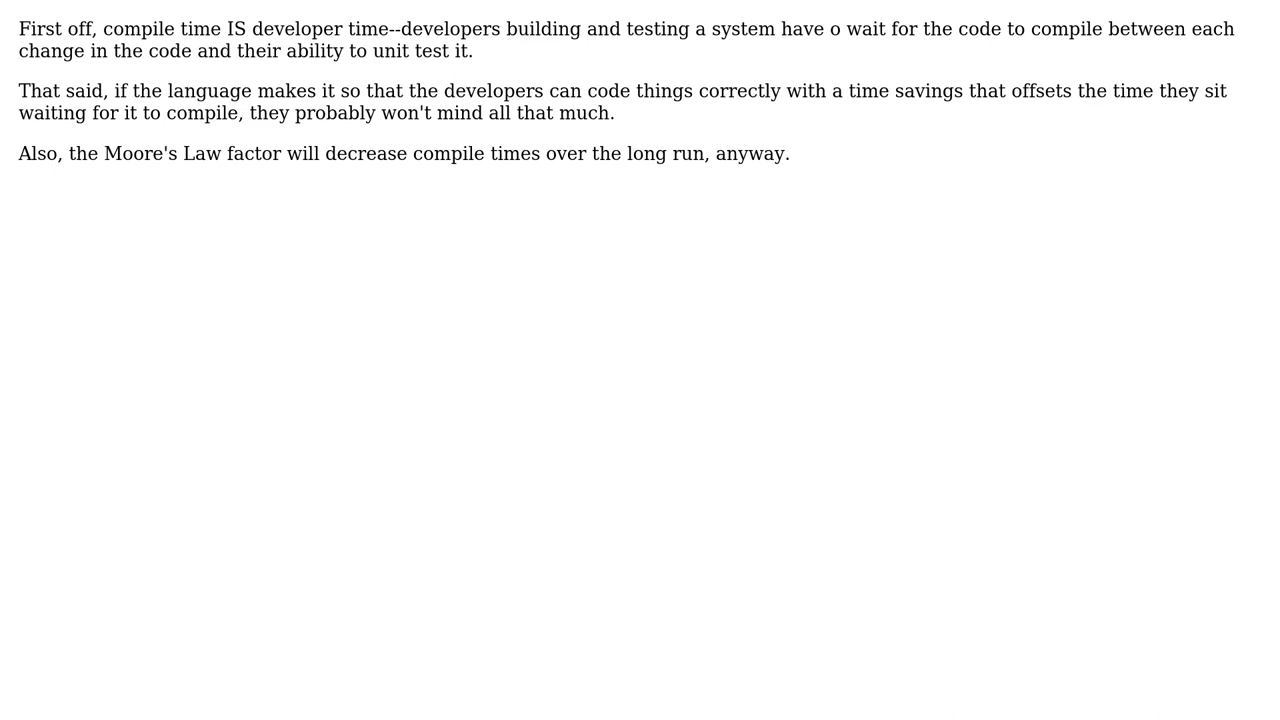 First off, compile time IS developer time--developers building and testing a system have o wait for the code to compile between each
change in the code and their ability to unit test it.
That said, if the language makes it so that the developers can code things correctly with a time savings that offsets the time they sit
waiting for it to compile, they probably won't mind all that much.
Also, the Moore's Law factor will decrease compile times over the long run, anyway.